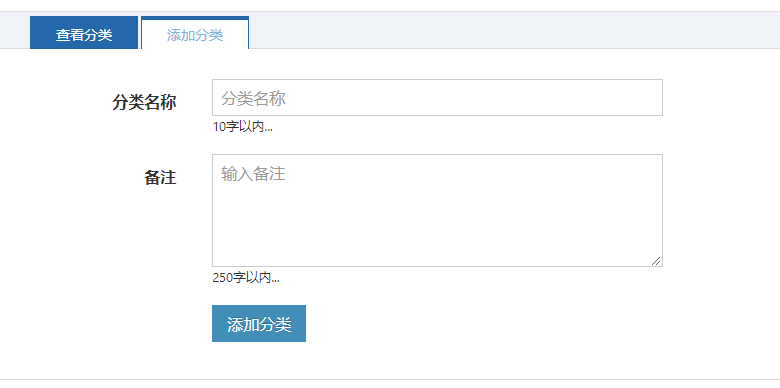 查看分类 添加分类
分类名称 分类名称
10字以内...
备注 输入备注
250字以内...
添加分类